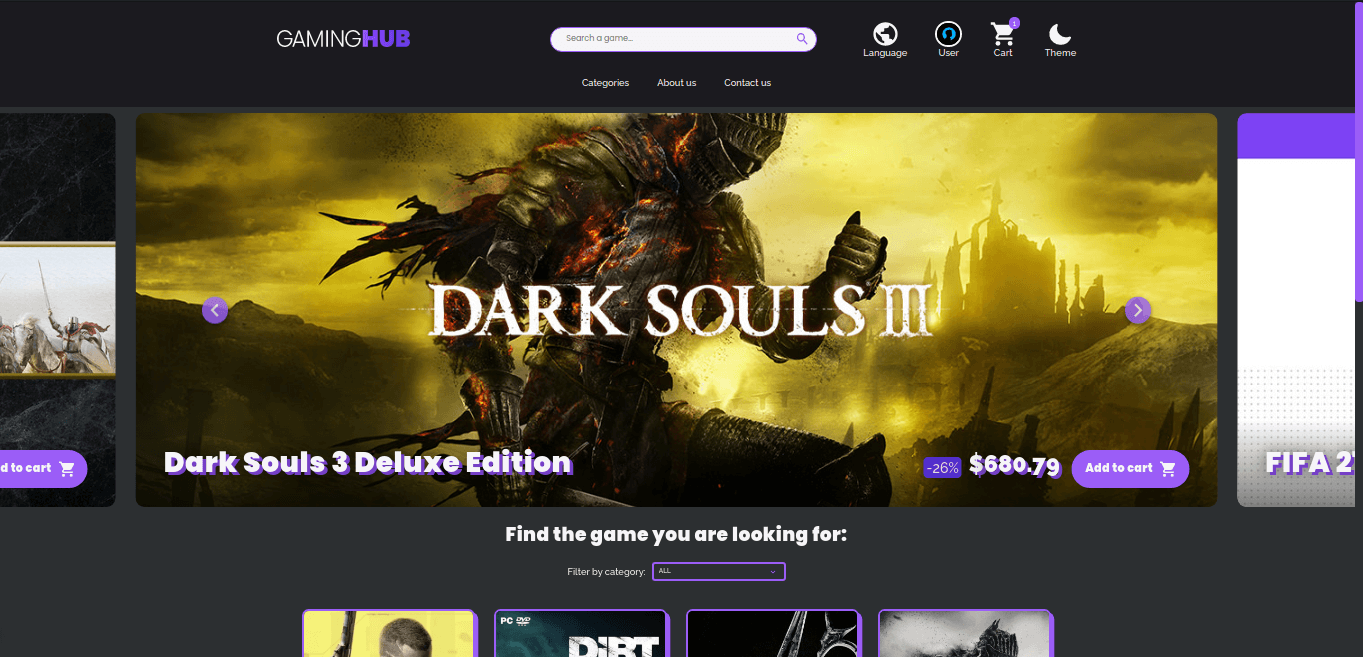 GAMINGHUB
Search a game...
Language
User
1
Cart
Theme
Categories
About us
Contact us
DARK SOULS III
d to cart
Dark Souls 3 Deluxe Edition
-26%
$680.79
Add to cart
FIFA 2
Find the game you are looking for:
Filter by category:
ALL
PC DVD
DiRT